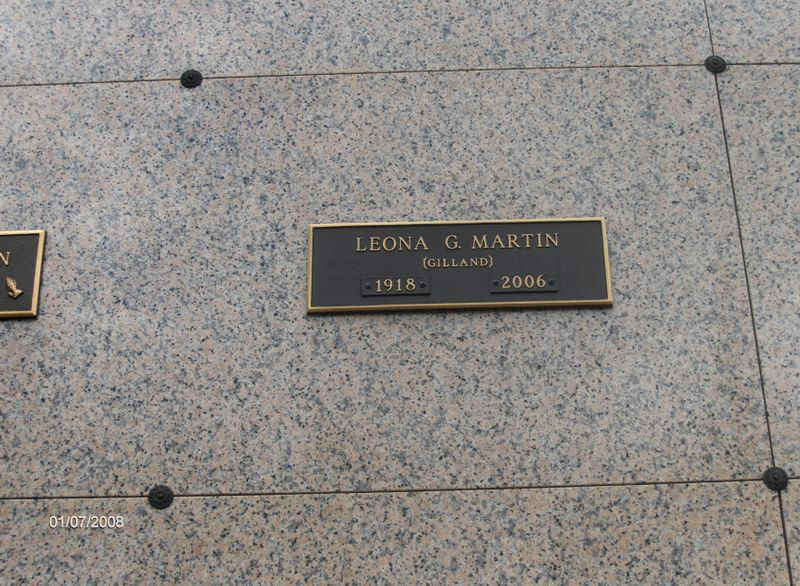 LEONA G. MARTIN
(GILLAND)
1918 2006
N
01/07/2008